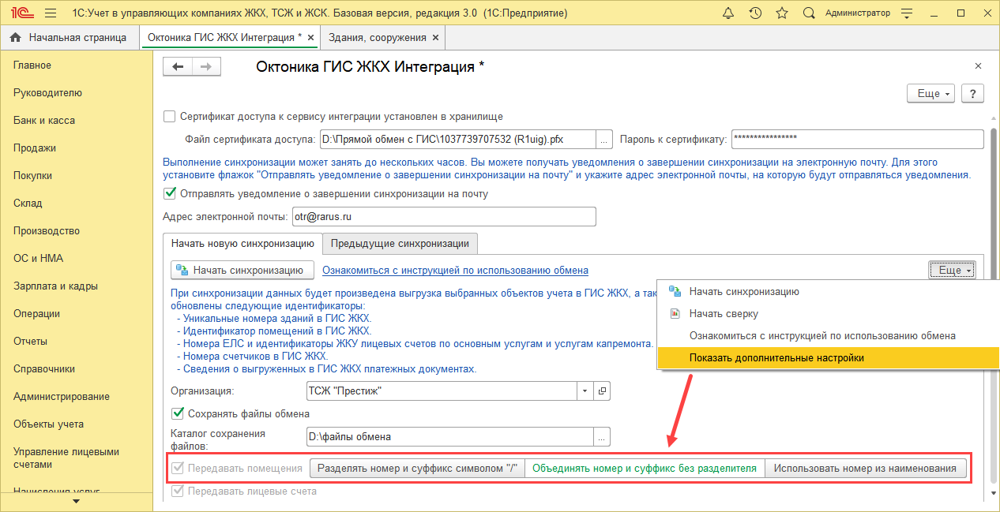 1С:Учет в управляющих компаниях ЖКХ, ТСЖ и ЖСК. Базовая версия, редакция 3.0 (1С:Предприятие)
Администратор
Начальная страница
Октоника ГИС ЖКХ Интеграция * ×
Здания, сооружения ×
Главное
Руководителю
Банк и касса
Продажи
Покупки
Склад
Производство
ОС и НМА
Зарплата и кадры
Операции
Отчеты
Справочники
Администрирование
Объекты учета
Управление лицевыми
счетами
Начисления услуг
Октоника ГИС ЖКХ Интеграция *
Еще
?
Сертификат доступа к сервису интеграции установлен в хранилище
Файл сертификата доступа: D:\Прямой обмен с ГИС\1037739707532 (R1uig).pfx ... Пароль к сертификату: ****************
Выполнение синхронизации может занять до нескольких часов. Вы можете получать уведомления о завершении синхронизации на электронную почту. Для этого
установите флажок "Отправлять уведомление о завершении синхронизации на почту" и укажите адрес электронной почты, на которую будут отправляться уведомления.
Отправлять уведомление о завершении синхронизации на почту
Адрес электронной почты: otr@rarus.ru
Начать новую синхронизацию
Предыдущие синхронизации
Начать синхронизацию
Ознакомиться с инструкцией по использованию обмена
Еще
При синхронизации данных будет произведена выгрузка выбранных объектов учета в ГИС ЖКХ, а та
обновлены следующие идентификаторы:
- Уникальные номера зданий в ГИС ЖКХ.
- Идентификатор помещений в ГИС ЖКХ.
- Номера ЕЛС и идентификаторы ЖКУ лицевых счетов по основным услугам и услугам капремонта.
- Номера счетчиков в ГИС ЖКХ.
- Сведения о выгруженных в ГИС ЖКХ платежных документах.
Начать синхронизацию
Начать сверку
Ознакомиться с инструкцией по использованию обмена
Показать дополнительные настройки
Организация: ТСЖ "Престиж"
Сохранять файлы обмена
Каталог сохранения
файлов:
D:\файлы обмена ...
Передавать помещения
Разделять номер и суффикс символом "/"
Объединять номер и суффикс без разделителя
Использовать номер из наименования
Передавать лицевые счета